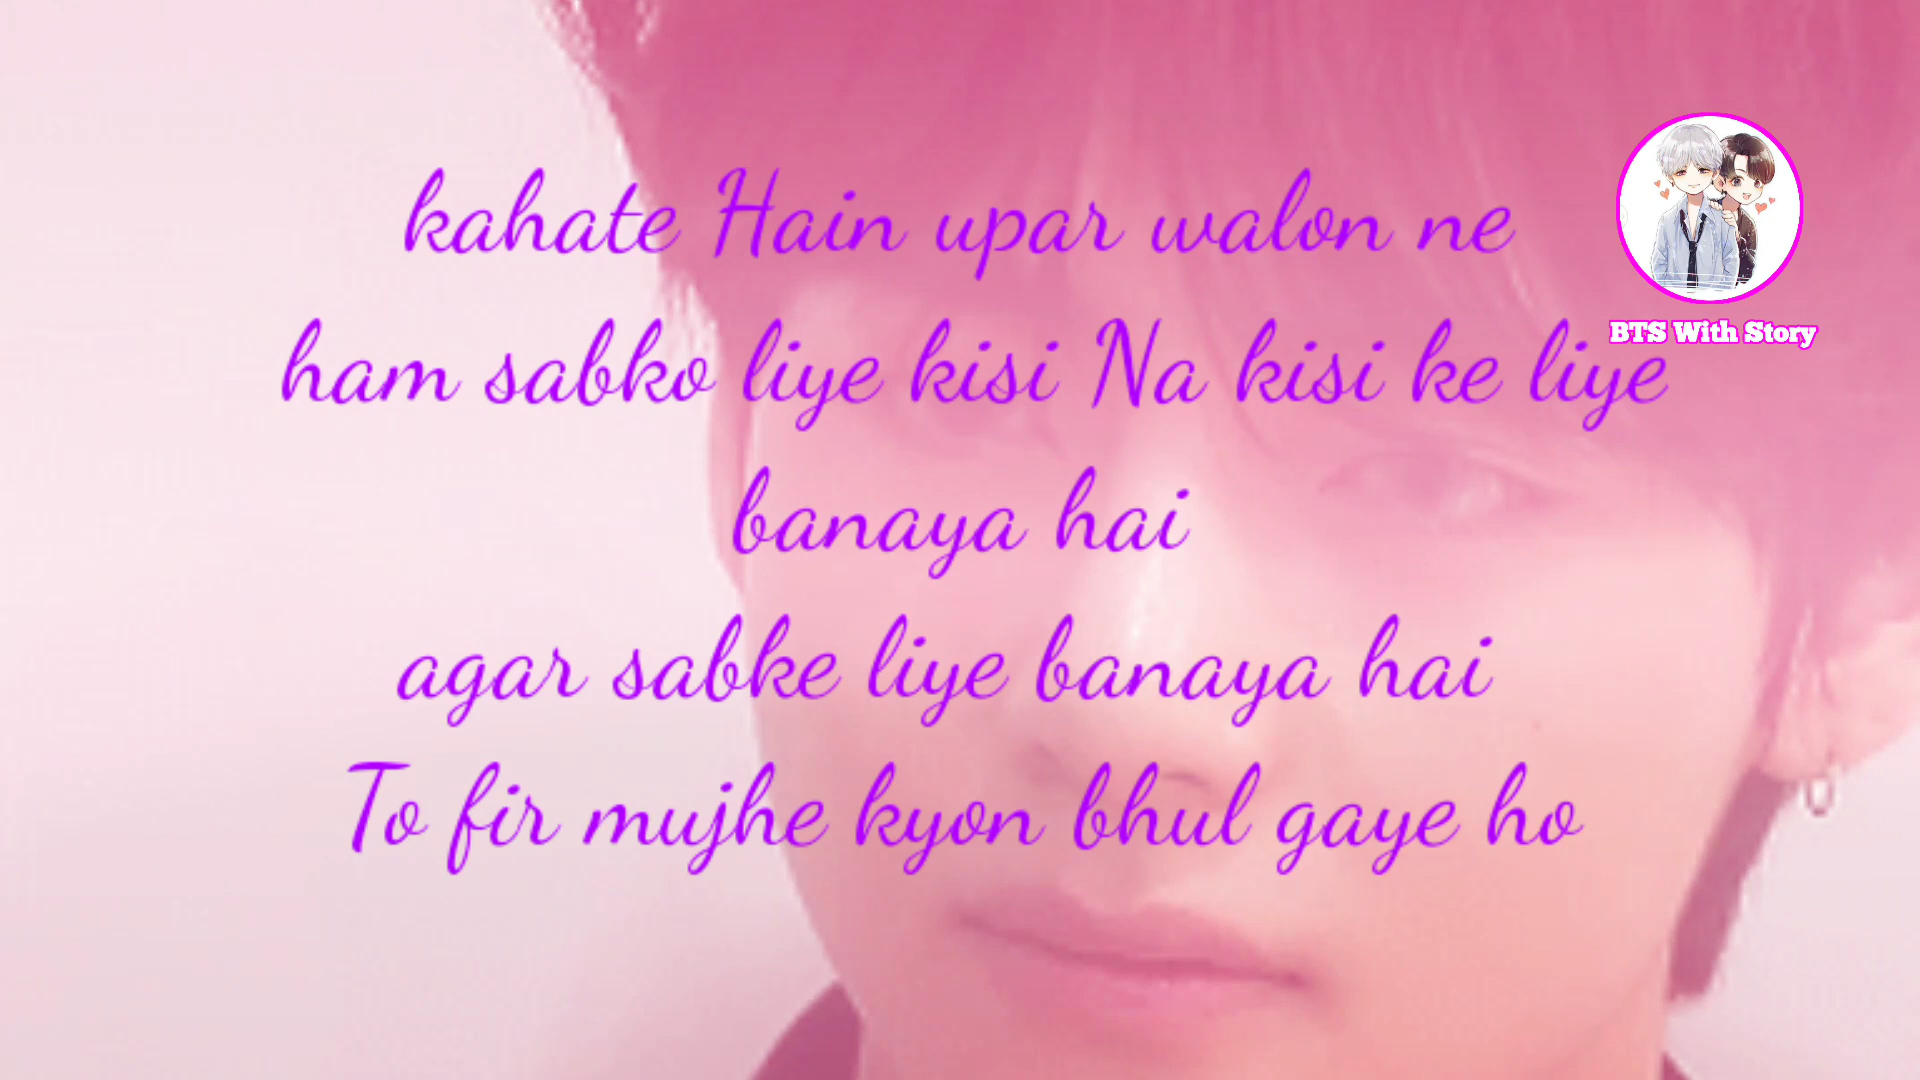 kahate Hain upar walon ne
ham sabko liye kisi Na kisi ke liye
banaya hai
agar sabke liye banaya hai
To fir mujhe kyon bhul gaye ho
BTS With Story